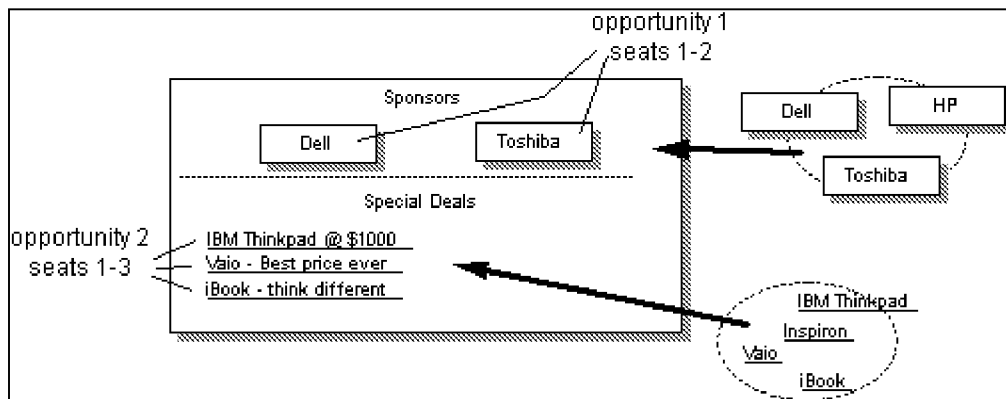 opportunity 1
seats 1-2
Sponsors
Dell
Toshiba
Dell
HP
Toshiba
Special Deals
opportunity 2
seats 1-3
IBM Thinkpad @ $1000
Vaio - Best price ever
iBook - think different
IBM Thinkpad
Inspiron
Vaio
iBook